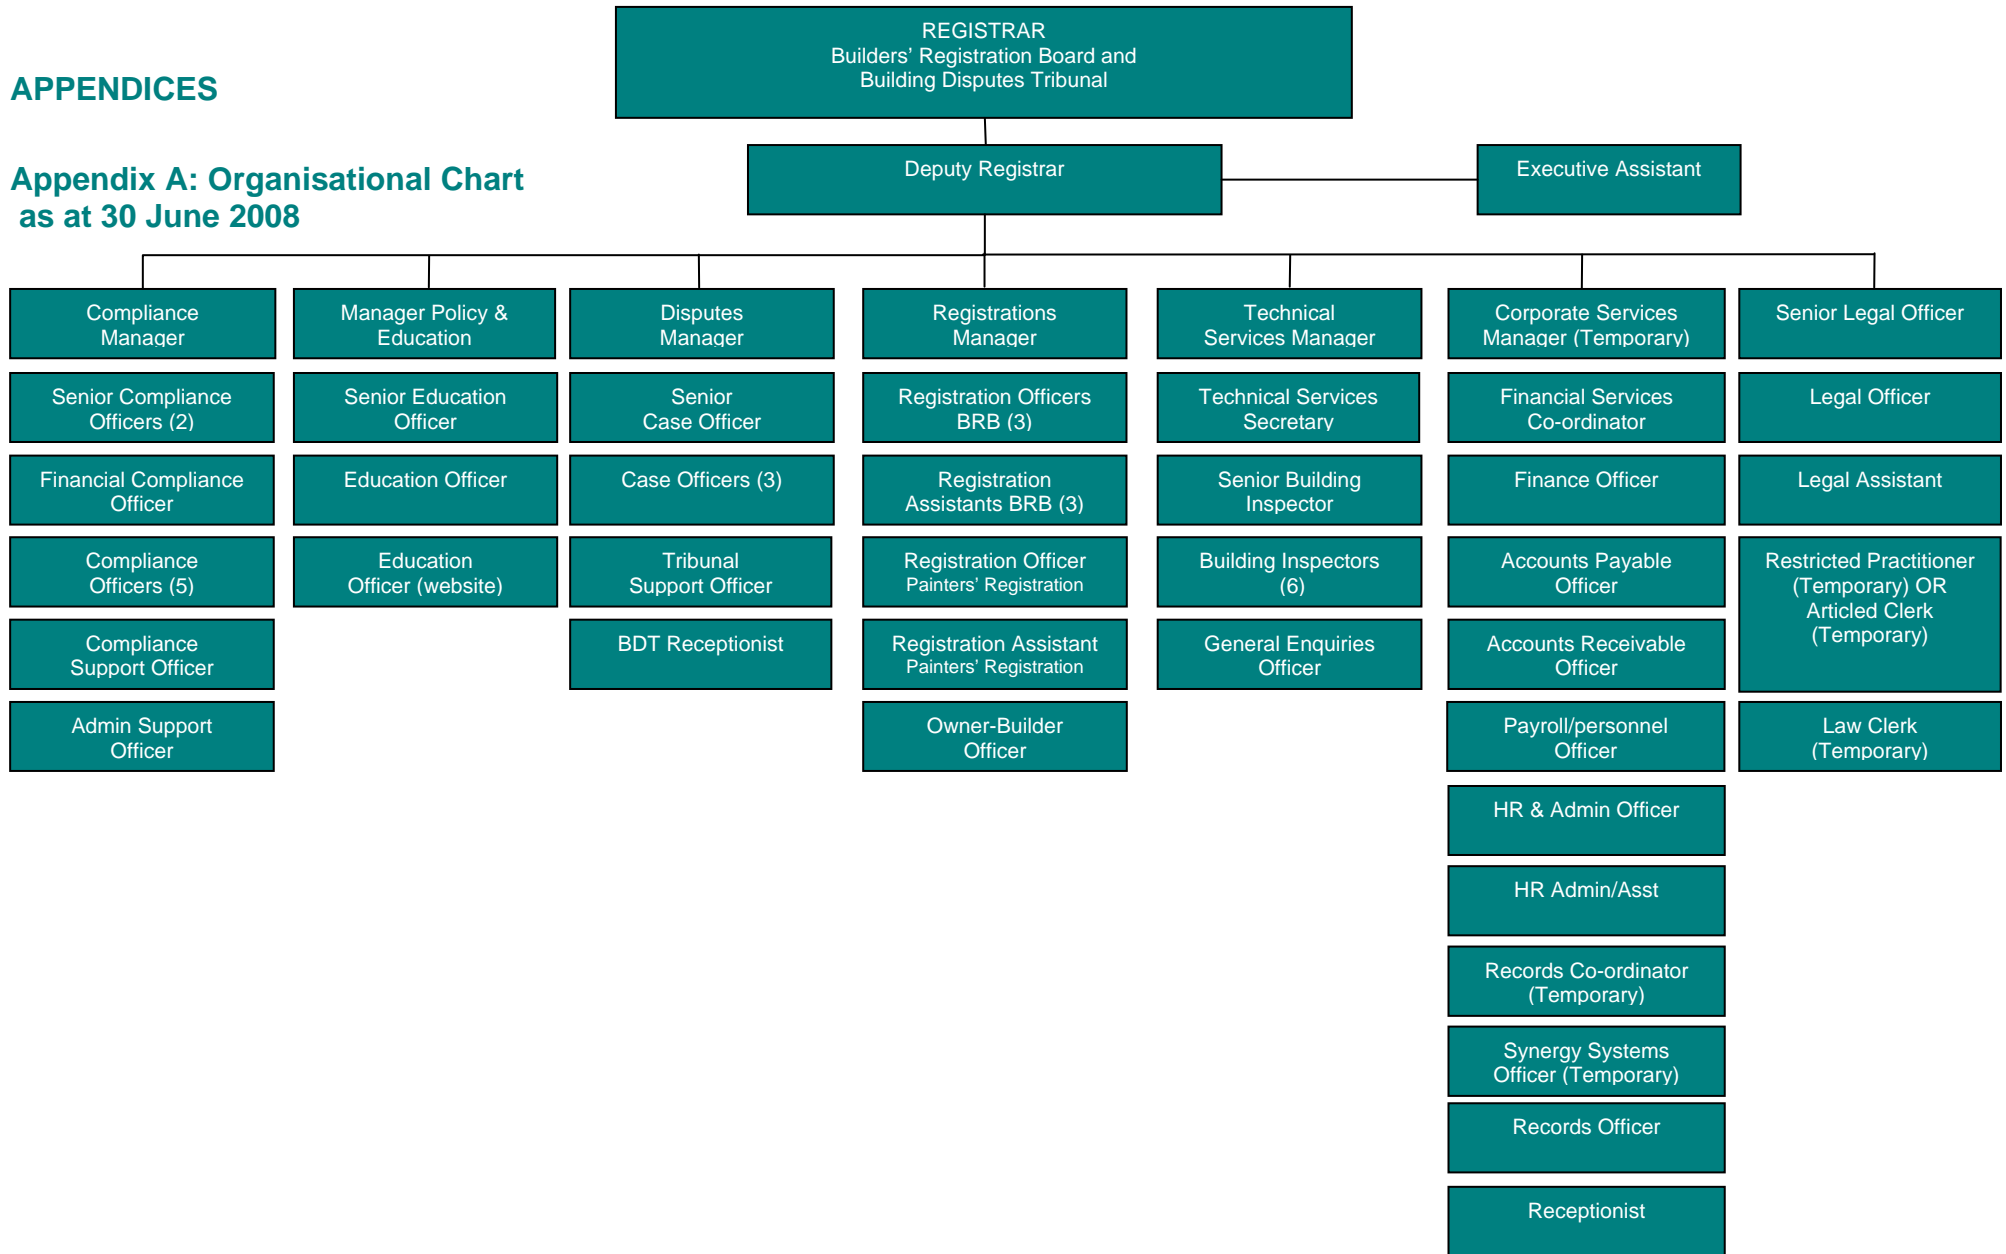 APPENDICES
Appendix A: Organisational Chart
as at 30 June 2008
REGISTRAR
Builders’ Registration Board and
Building Disputes Tribunal
Deputy Registrar
Executive Assistant
Compliance
Manager
Senior Compliance
Officers (2)
Financial Compliance
Officer
Compliance
Officers (5)
Compliance
Support Officer
Admin Support
Officer
Manager Policy &
Education
Senior Education
Officer
Education Officer
Education
Officer (website)
Disputes
Manager
Senior
Case Officer
Case Officers (3)
Tribunal
Support Officer
BDT Receptionist
Registrations
Manager
Registration Officers
BRB (3)
Registration
Assistants BRB (3)
Registration Officer
Painters’ Registration
Registration Assistant
Painters’ Registration
Owner-Builder
Officer
Technical
Services Manager
Technical Services
Secretary
Senior Building
Inspector
Building Inspectors
(6)
General Enquiries
Officer
Corporate Services
Manager (Temporary)
Financial Services
Co-ordinator
Finance Officer
Accounts Payable
Officer
Accounts Receivable
Officer
Payroll/personnel
Officer
HR & Admin Officer
HR Admin/Asst
Records Co-ordinator
(Temporary)
Synergy Systems
Officer (Temporary)
Records Officer
Receptionist
Senior Legal Officer
Legal Officer
Legal Assistant
Restricted Practitioner
(Temporary) OR
Articled Clerk
(Temporary)
Law Clerk
(Temporary)